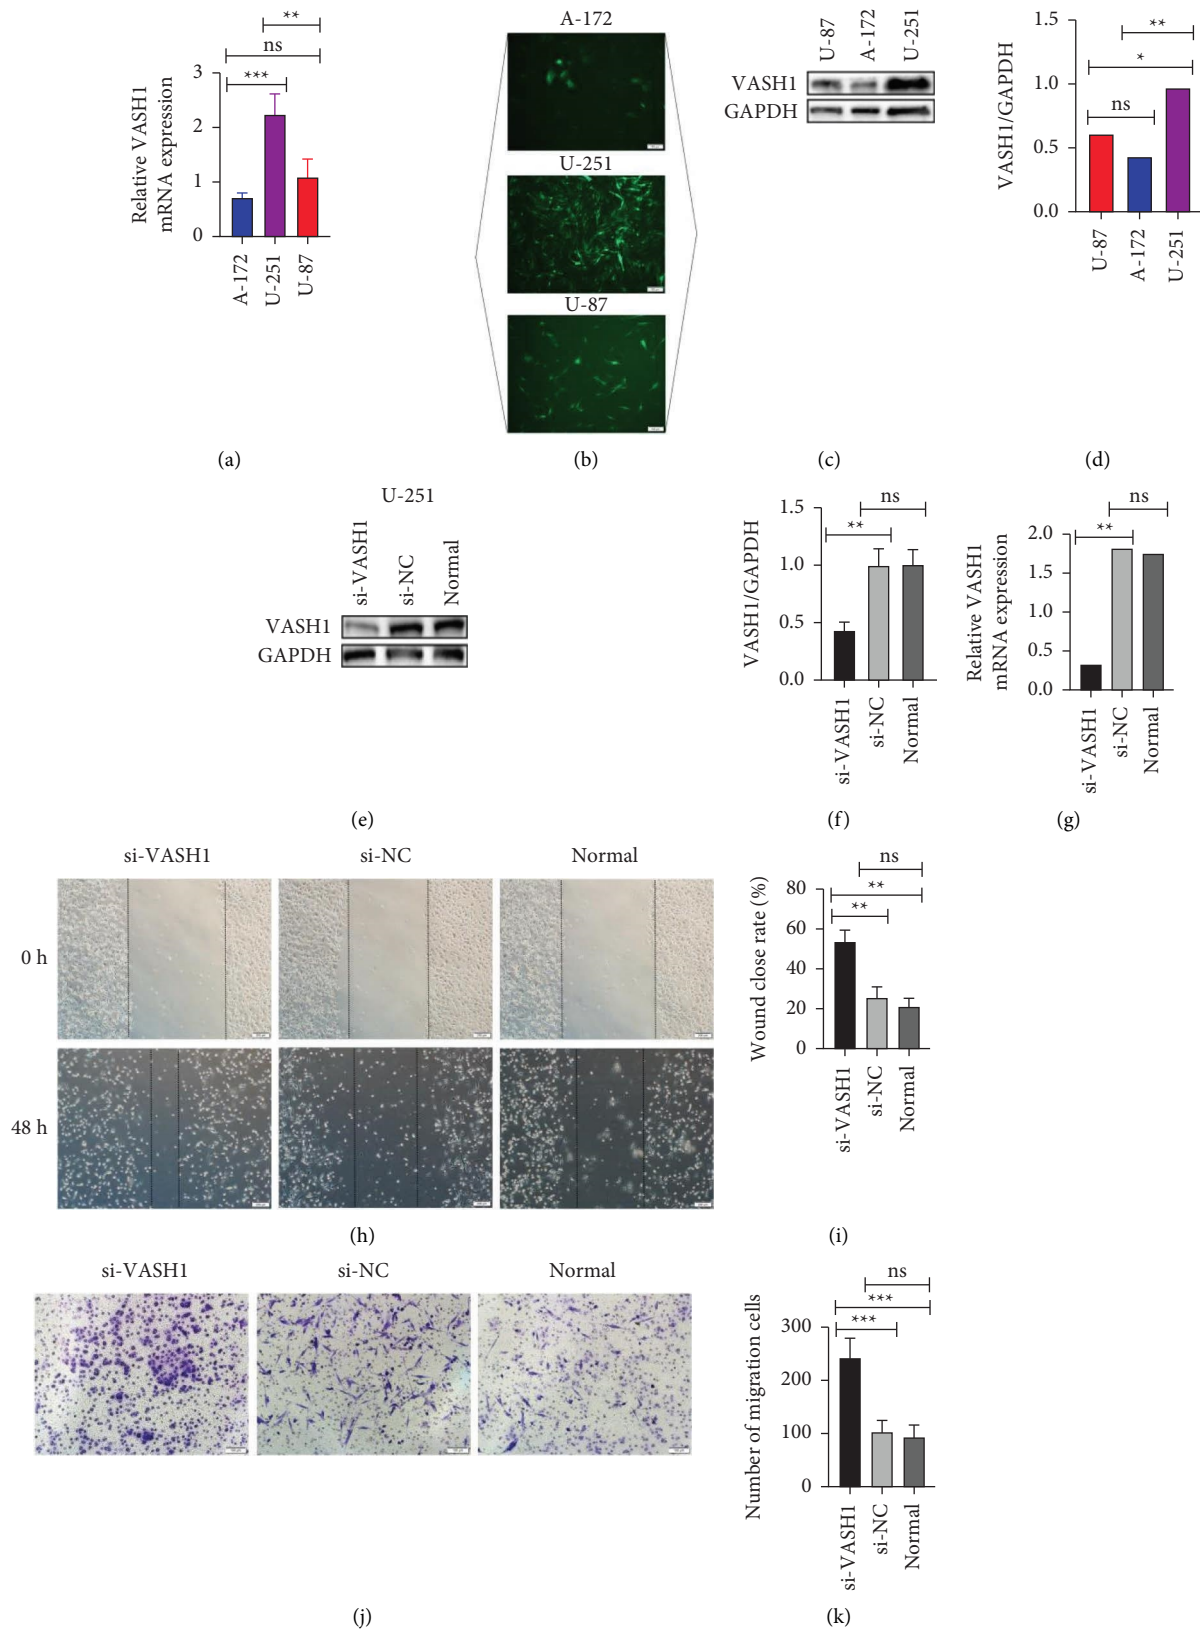 **
ns
***
3
2
1
0
Relative VASH1
mRNA expression
A-172
U-251
U-87
(a)
A-172
U-251
U-87
(b)
U-87
A-172
U-251
VASH1
GAPDH
(c)
**
*
ns
1.5
1.0
0.5
0.0
VASH1/GAPDH
U-87
A-172
U-251
(d)
U-251
si-VASH1
si-NC
Normal
VASH1
GAPDH
(e)
ns
**
1.5
1.0
0.5
0.0
VASH1/GAPDH
si-VASH1
si-NC
Normal
(f)
ns
**
2.0
1.5
1.0
0.5
0.0
Relative VASH1
mRNA expression
si-VASH1
si-NC
Normal
(g)
si-VASH1
si-NC
Normal
0 h
48 h
(h)
ns
**
**
80
60
40
20
0
Wound close rate (%)
si-VASH1
si-NC
Normal
(i)
si-VASH1
si-NC
Normal
(j)
ns
***
***
300
200
100
0
Number of migration cells
si-VASH1
si-NC
Normal
(k)